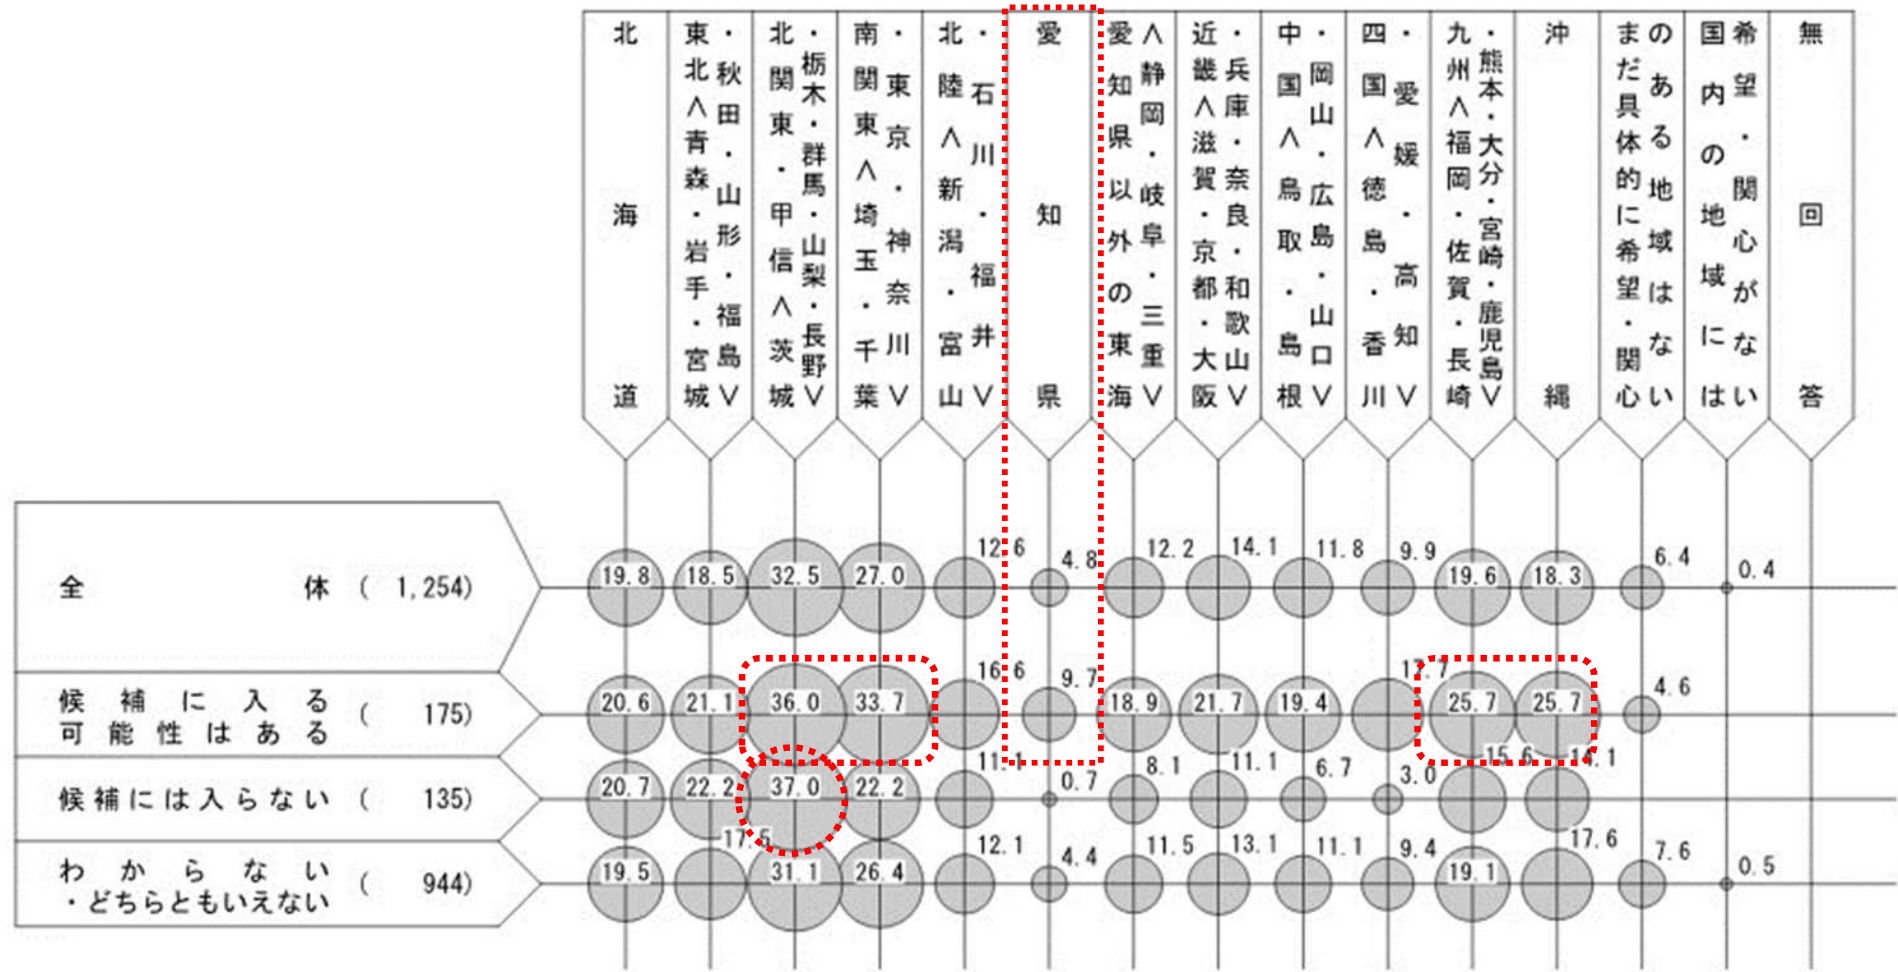 北海道
東北＜青森・岩手・宮城
・秋田・山形・福島＞
北関東・甲信＜茨城
・栃木・群馬・山梨・長野＞
南関東＜埼玉・千葉
・東京・神奈川＞
北陸＜新潟・富山
・石川・福井＞
愛知県
愛知県以外の東海
＜静岡・岐阜・三重＞
近畿＜滋賀・京都・大阪
・兵庫・奈良・和歌山＞
中国＜鳥取・島根
・岡山・広島・山口＞
四国＜徳島・香川
・愛媛・高知＞
九州＜福岡・佐賀・長崎
・熊本・大分・宮崎・鹿児島＞
沖縄
まだ具体的に希望・関心
のある地域はない
国内の地域には
希望・関心がない
無回答
全体 ( 1,254)
19.8 18.5 32.5 27.0 12.6 4.8 12.2 14.1 11.8 9.9 19.6 18.3 6.4 0.4
候補に入る
可能性はある ( 175)
20.6 21.1 36.0 33.7 16.6 9.7 18.9 21.7 19.4 17.7 25.7 25.7 4.6
候補には入らない ( 135)
20.7 22.2 37.0 22.2 11.1 0.7 8.1 11.1 6.7 3.0 15.6 14.1
わからない
・どちらともいえない ( 944)
19.5 17.5 31.1 26.4 12.1 4.4 11.5 13.1 11.1 9.4 19.1 17.6 7.6 0.5